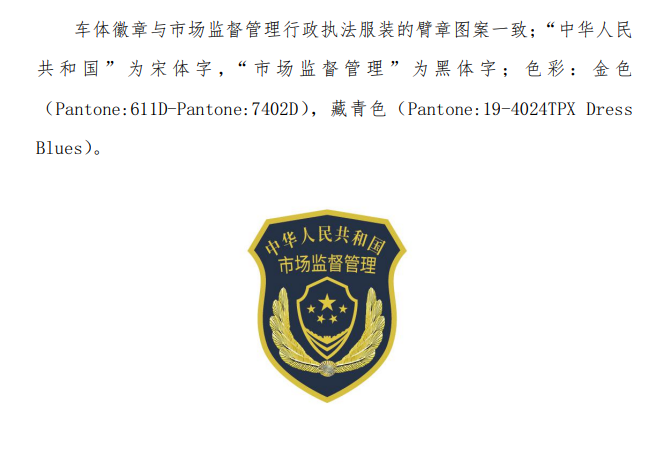 车体徽章与市场监督管理行政执法服装的臂章图案一致；“中华人民
共和国”为宋体字，“市场监督管理”为黑体字；色彩：金色
（Pantone:611D-Pantone:7402D），藏青色（Pantone:19-4024TPX Dress
Blues）。
中华人民共和国
市场监督管理